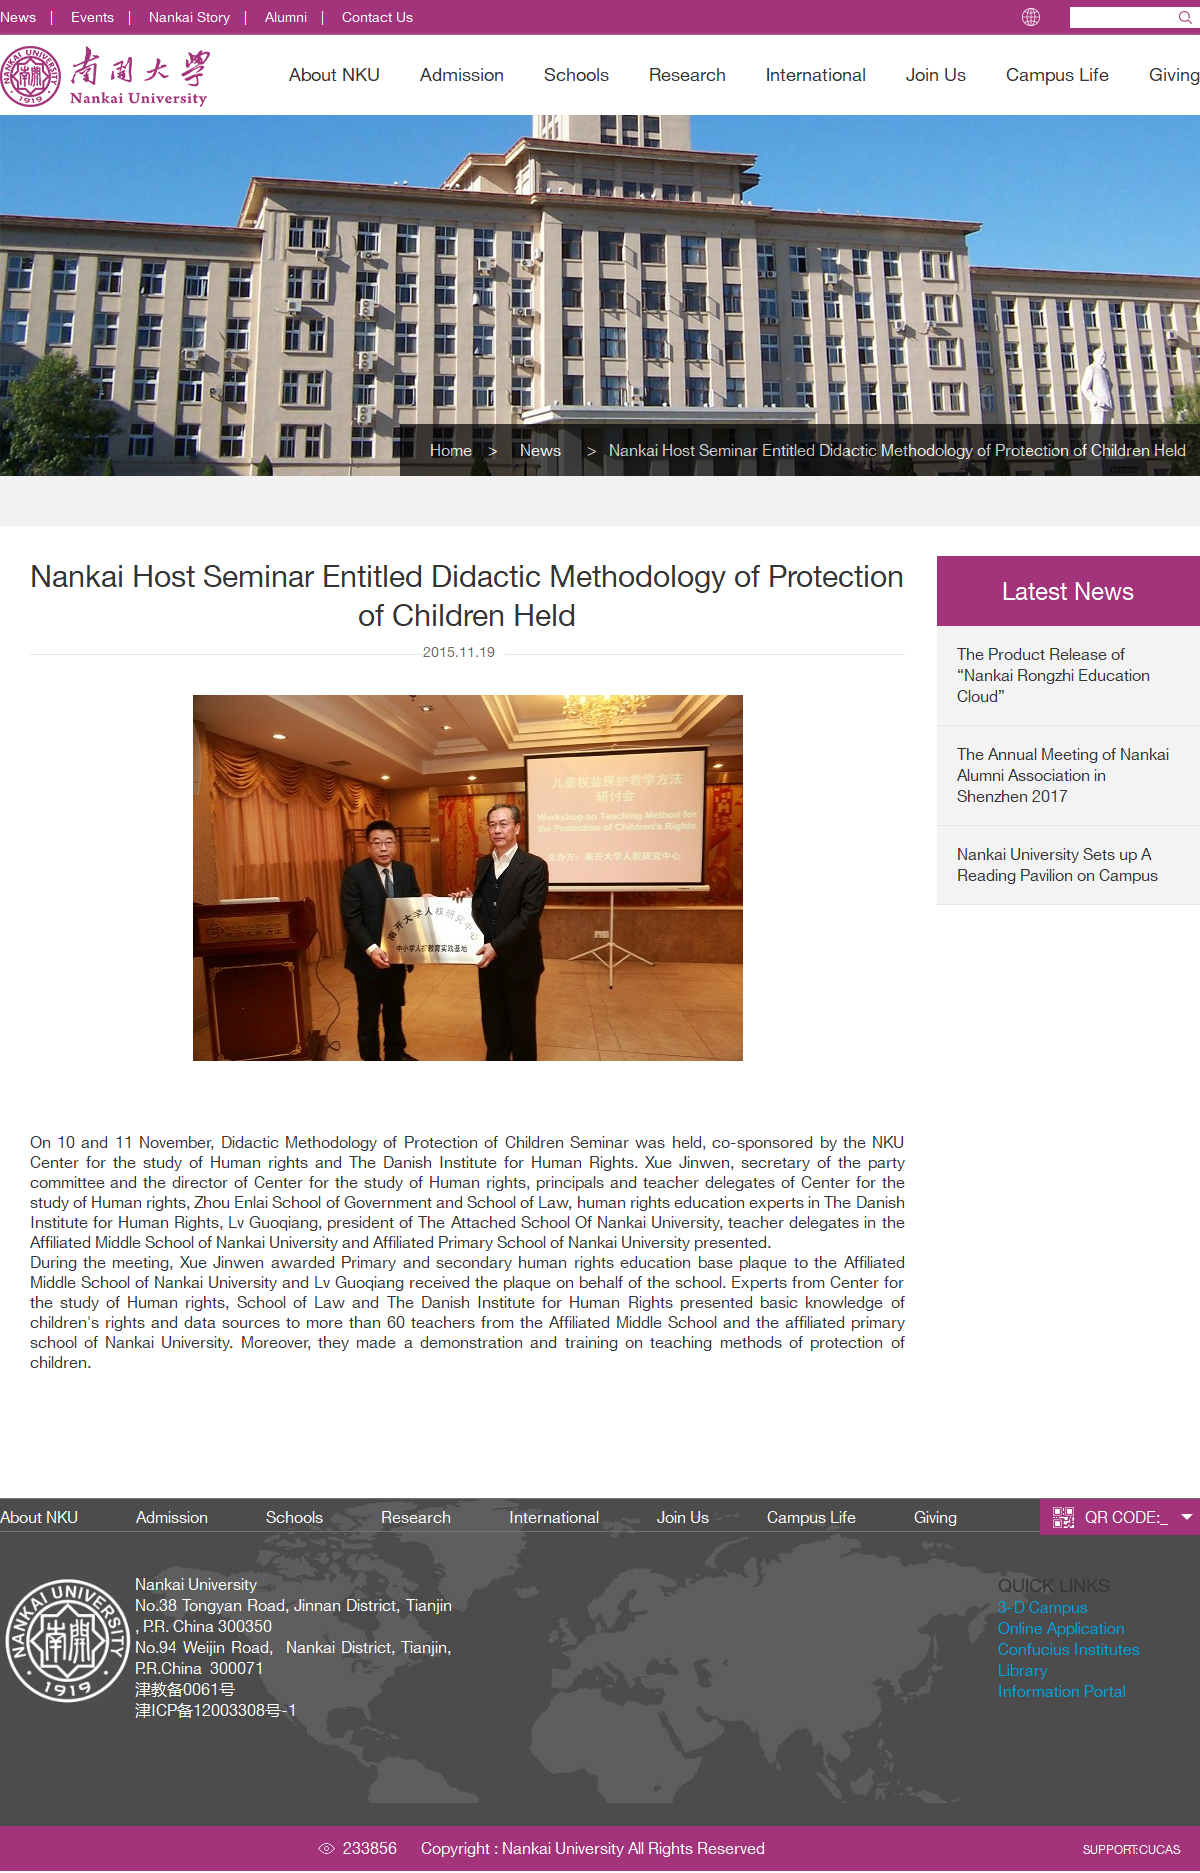 News | Events | Nankai Story | Alumni | Contact Us
NANKAI UNIVERSITY
南開
1919
南開大學
Nankai University
About NKU Admission Schools Research International Join Us Campus Life Giving
Home > News > Nankai Host Seminar Entitled Didactic Methodology of Protection of Children Held
Nankai Host Seminar Entitled Didactic Methodology of Protection
of Children Held
2015.11.19
儿童权益保护教学方法
研讨会
Workshop on Teaching Method for
the Protection of Children's Rights
主办方：南开大学人权研究中心
南开大学人权研究中心
中小学人权教育实践基地
On 10 and 11 November, Didactic Methodology of Protection of Children Seminar was held, co-sponsored by the NKU
Center for the study of Human rights and The Danish Institute for Human Rights. Xue Jinwen, secretary of the party
committee and the director of Center for the study of Human rights, principals and teacher delegates of Center for the
study of Human rights, Zhou Enlai School of Government and School of Law, human rights education experts in The Danish
Institute for Human Rights, Lv Guoqiang, president of The Attached School Of Nankai University, teacher delegates in the
Affiliated Middle School of Nankai University and Affiliated Primary School of Nankai University presented.
During the meeting, Xue Jinwen awarded Primary and secondary human rights education base plaque to the Affiliated
Middle School of Nankai University and Lv Guoqiang received the plaque on behalf of the school. Experts from Center for
the study of Human rights, School of Law and The Danish Institute for Human Rights presented basic knowledge of
children's rights and data sources to more than 60 teachers from the Affiliated Middle School and the affiliated primary
school of Nankai University. Moreover, they made a demonstration and training on teaching methods of protection of
children.
Latest News
The Product Release of
“Nankai Rongzhi Education
Cloud”
The Annual Meeting of Nankai
Alumni Association in
Shenzhen 2017
Nankai University Sets up A
Reading Pavilion on Campus
About NKU Admission Schools Research International Join Us Campus Life Giving
QR CODE:_
NANKAI UNIVERSITY
南開
1919
Nankai University
No.38 Tongyan Road, Jinnan District, Tianjin
, P.R. China 300350
No.94 Weijin Road, Nankai District, Tianjin,
P.R.China 300071
津教备0061号
津ICP备12003308号-1
QUICK LINKS
3-D Campus
Online Application
Confucius Institutes
Library
Information Portal
233856 Copyright : Nankai University All Rights Reserved
SUPPORT:CUCAS